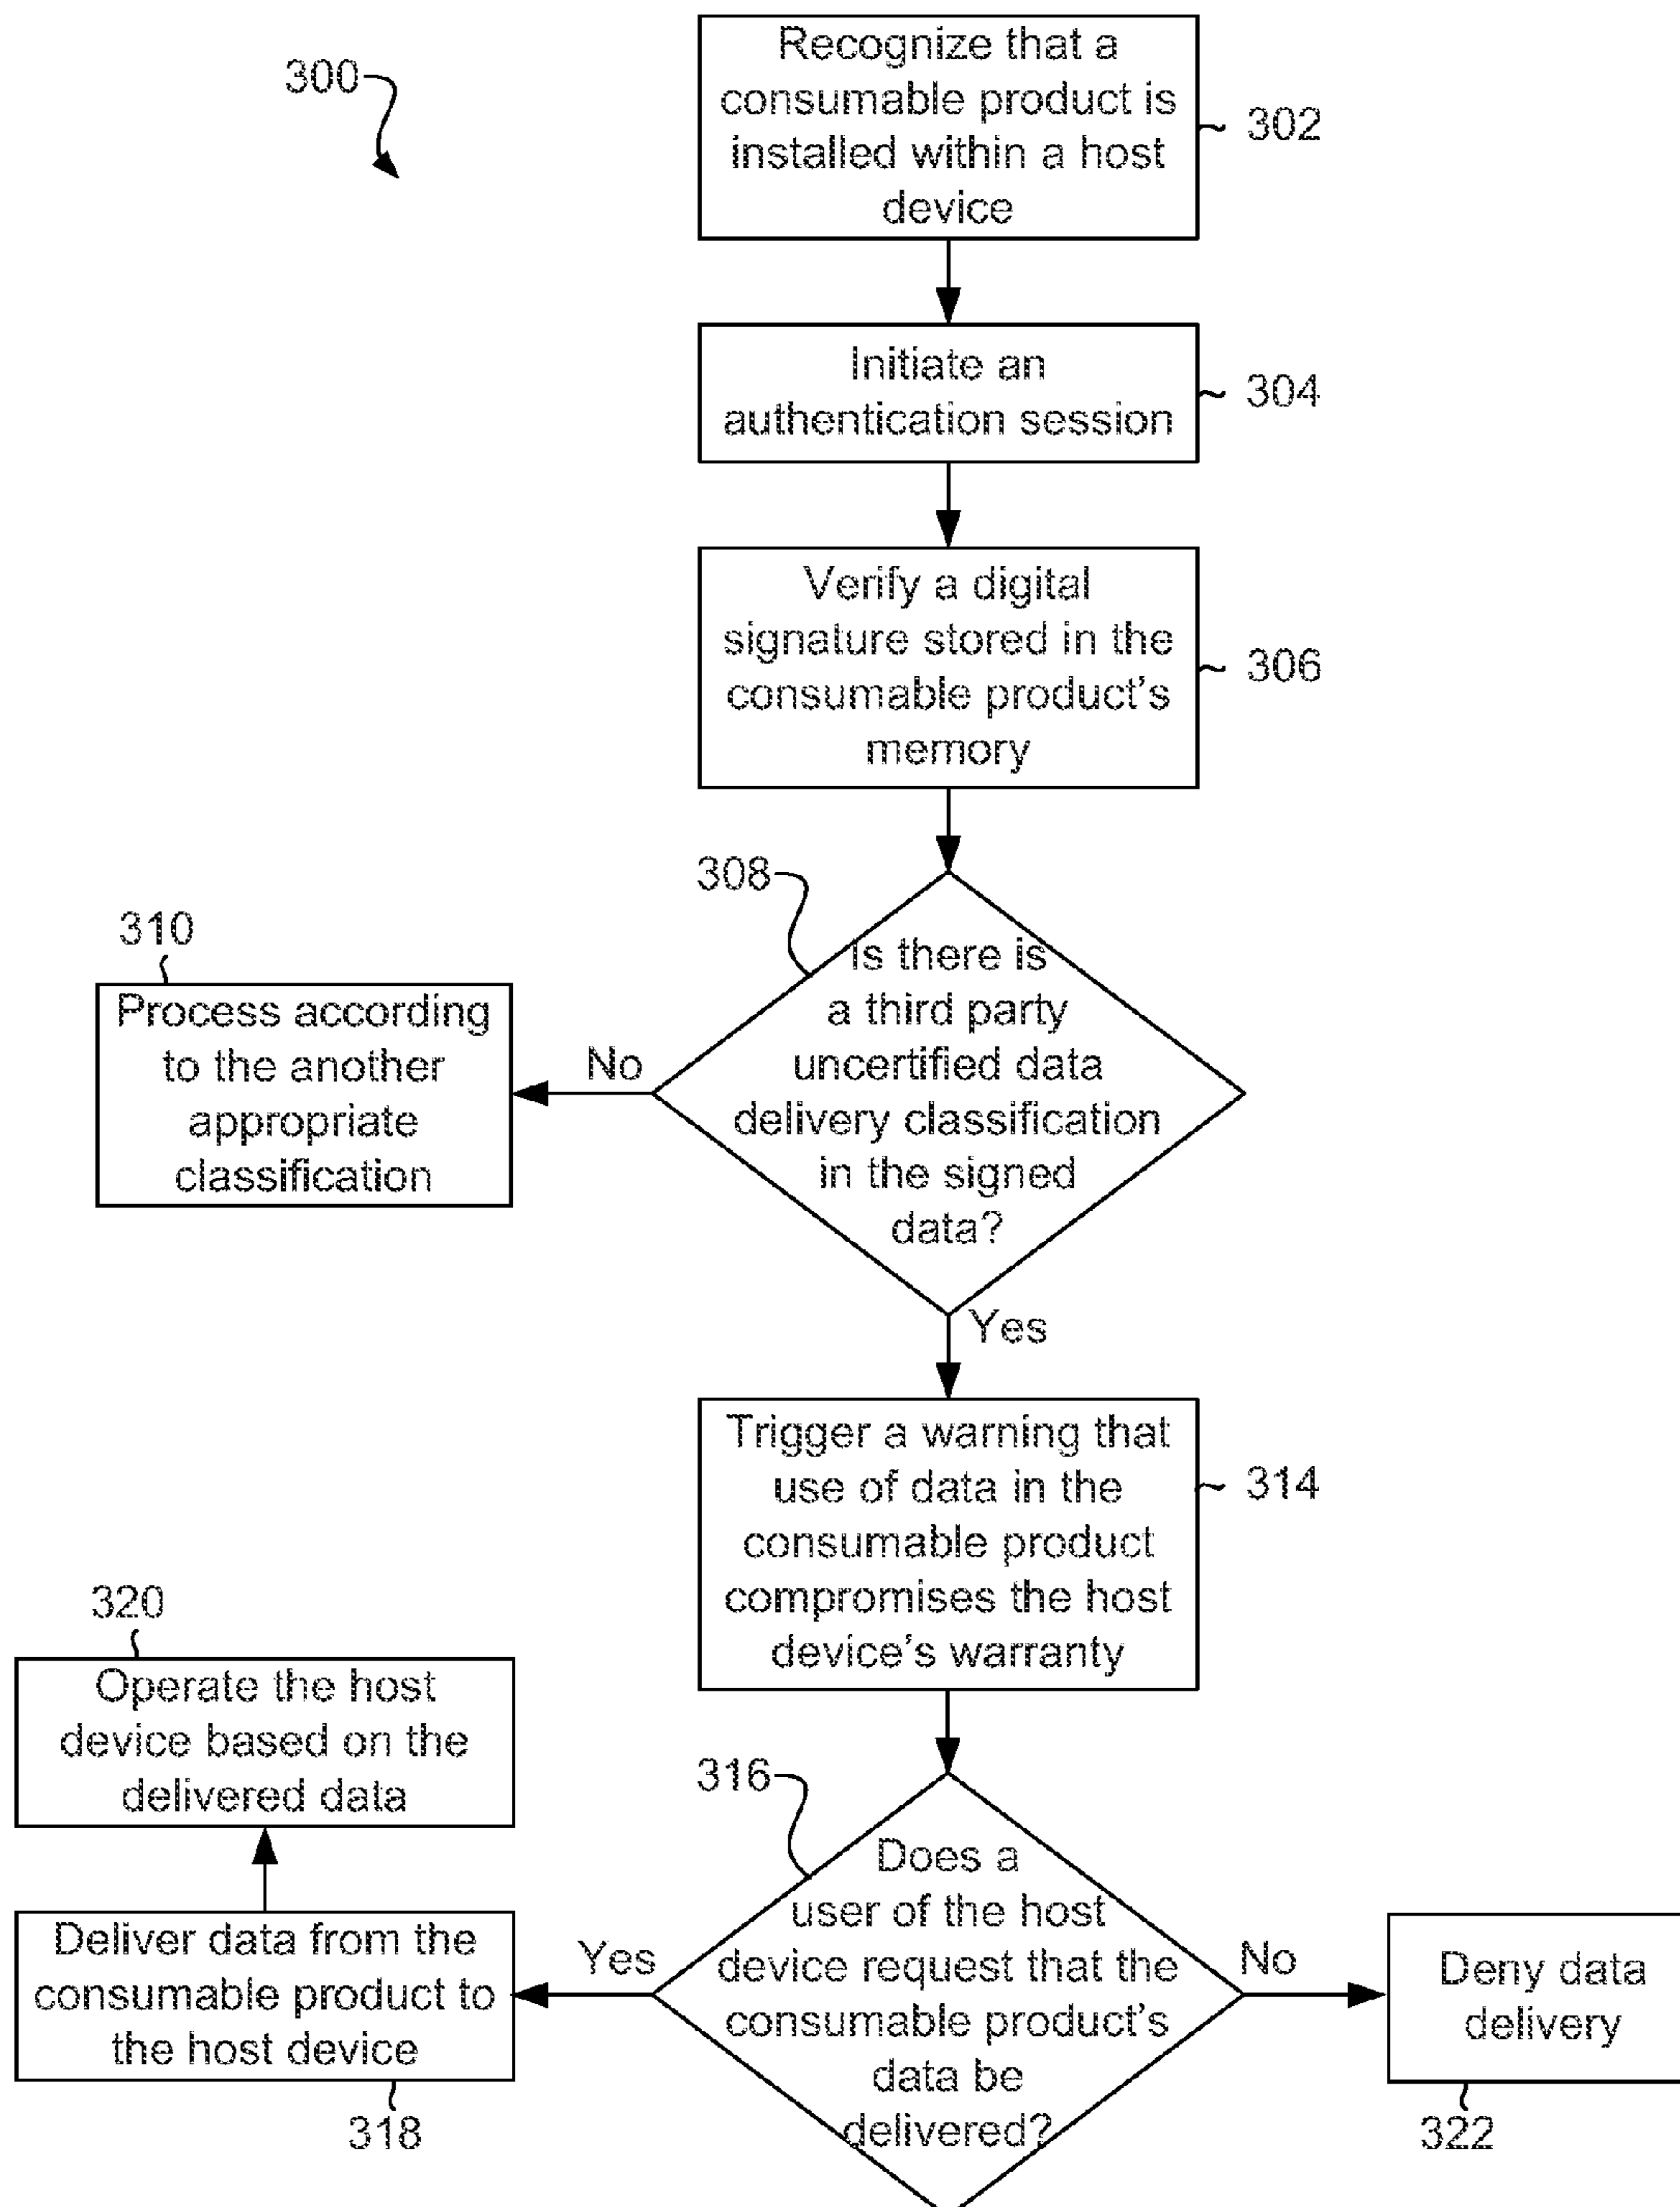 300
Recognize that a
consumable product is
installed within a host
device
302
Initiate an
authentication session
304
Verify a digital
signature stored in the
consumable product's
memory
306
308
Is there is
a third party
uncertified data
delivery classification
in the signed
data?
310
Process according
to the another
appropriate
classification
No
Yes
Trigger a warning that
use of data in the
consumable product
compromises the host
device's warranty
314
316
Does a
user of the host
device request that the
consumable product's
data be
delivered?
Yes
No
320
Operate the host
device based on the
delivered data
Deliver data from the
consumable product to
the host device
318
Deny data
delivery
322